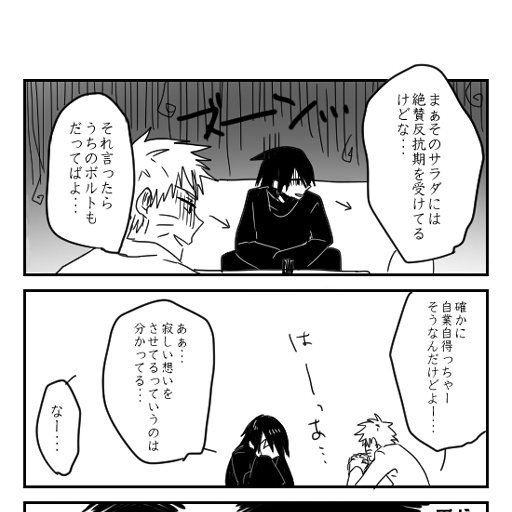 まぁそのサラダには
絶賛反抗期を受けてる
けどな・・・
ズーン・・・
それ言ったら
うちのボルトも
だってばよ・・・
確かに
自業自得っちゃー
そうなんだけどよー・・・
はーっぁ・・・
あぁ・・・
寂しい想いを
させてるっていうのは
分かってる・・・
なー・・・